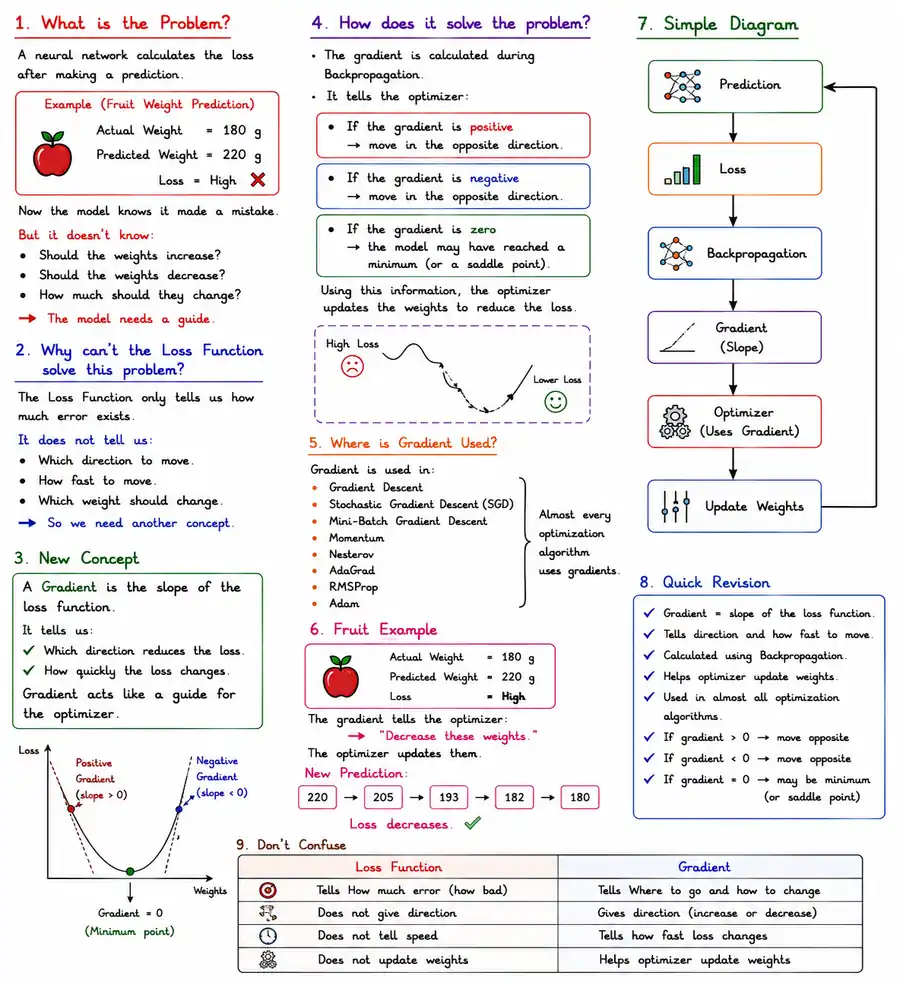 1. What is the Problem?
A neural network calculates the loss
after making a prediction.
Example (Fruit Weight Prediction)
Actual Weight = 180 g
Predicted Weight = 220 g
Loss = High
Now the model knows it made a mistake.
But it doesn't know:
• Should the weights increase?
• Should the weights decrease?
• How much should they change?
→ The model needs a guide.
2. Why can't the Loss Function
solve this problem?
The Loss Function only tells us how
much error exists.
It does not tell us:
• Which direction to move.
• How fast to move.
• Which weight should change.
→ So we need another concept.
3. New Concept
A Gradient is the slope of the
loss function.
It tells us:
✓ Which direction reduces the loss.
✓ How quickly the loss changes.
Gradient acts like a guide for
the optimizer.
Loss
Positive
Gradient
(slope > 0)
Negative
Gradient
(slope < 0)
Weights
Gradient = 0
(Minimum point)
4. How does it solve the problem?
• The gradient is calculated during
Backpropagation.
• It tells the optimizer:
• If the gradient is positive
→ move in the opposite direction.
• If the gradient is negative
→ move in the opposite direction.
• If the gradient is zero
→ the model may have reached a
minimum (or a saddle point).
Using this information, the optimizer
updates the weights to reduce the loss.
High Loss
Lower Loss
5. Where is Gradient Used?
Gradient is used in:
• Gradient Descent
• Stochastic Gradient Descent (SGD)
• Mini-Batch Gradient Descent
• Momentum
• Nesterov
• AdaGrad
• RMSProp
• Adam
Almost every
optimization
algorithm
uses gradients.
6. Fruit Example
Actual Weight = 180 g
Predicted Weight = 220 g
Loss = High
The gradient tells the optimizer:
→ "Decrease these weights."
The optimizer updates them.
New Prediction:
220 → 205 → 193 → 182 → 180
Loss decreases. ✓
7. Simple Diagram
Prediction
Loss
Backpropagation
Gradient
(Slope)
Optimizer
(Uses Gradient)
Update Weights
8. Quick Revision
✓ Gradient = slope of the loss function.
✓ Tells direction and how fast to move.
✓ Calculated using Backpropagation.
✓ Helps optimizer update weights.
✓ Used in almost all optimization
algorithms.
✓ If gradient > 0 → move opposite
✓ If gradient < 0 → move opposite
✓ If gradient = 0 → may be minimum
(or saddle point)
9. Don't Confuse
Loss Function Gradient
Tells How much error (how bad) Tells Where to go and how to change
Does not give direction Gives direction (increase or decrease)
Does not tell speed Tells how fast loss changes
Does not update weights Helps optimizer update weights